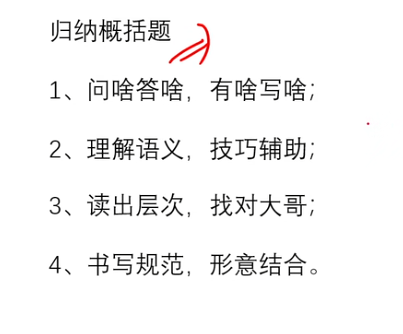 归纳概括题
1、问啥答啥，有啥写啥；
2、理解语义，技巧辅助；
3、读出层次，找对大哥；
4、书写规范，形意结合。